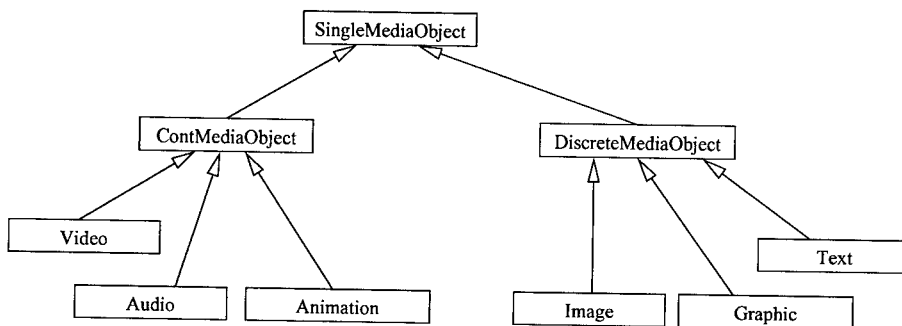 SingleMediaObject
ContMediaObject
DiscreteMediaObject
Video
Text
Audio
Animation
Image
Graphic